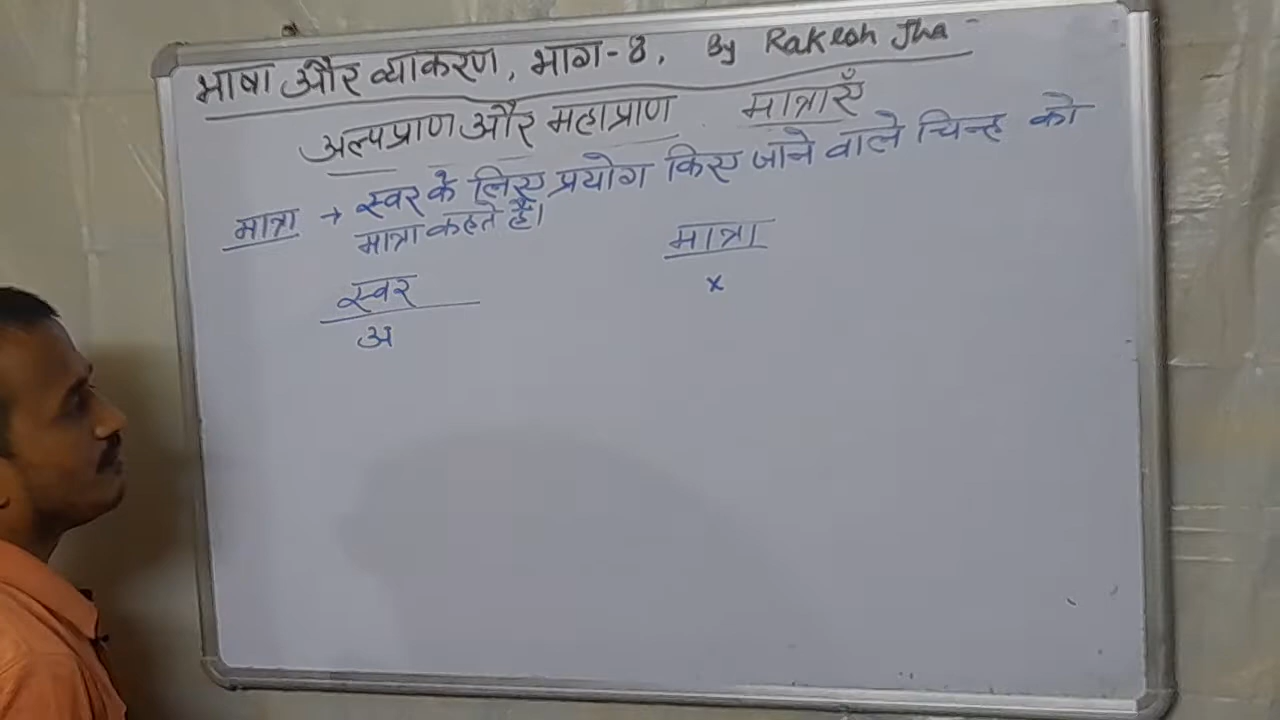 भाषा और व्याकरण, भाग-8. By Rakesh Jha
अल्पप्राण और महाप्राण मात्राएँ
मात्रा → स्वर के लिए प्रयोग किए जाने वाले चिन्ह को
मात्रा कहते हैं।
स्वर मात्रा
अ x